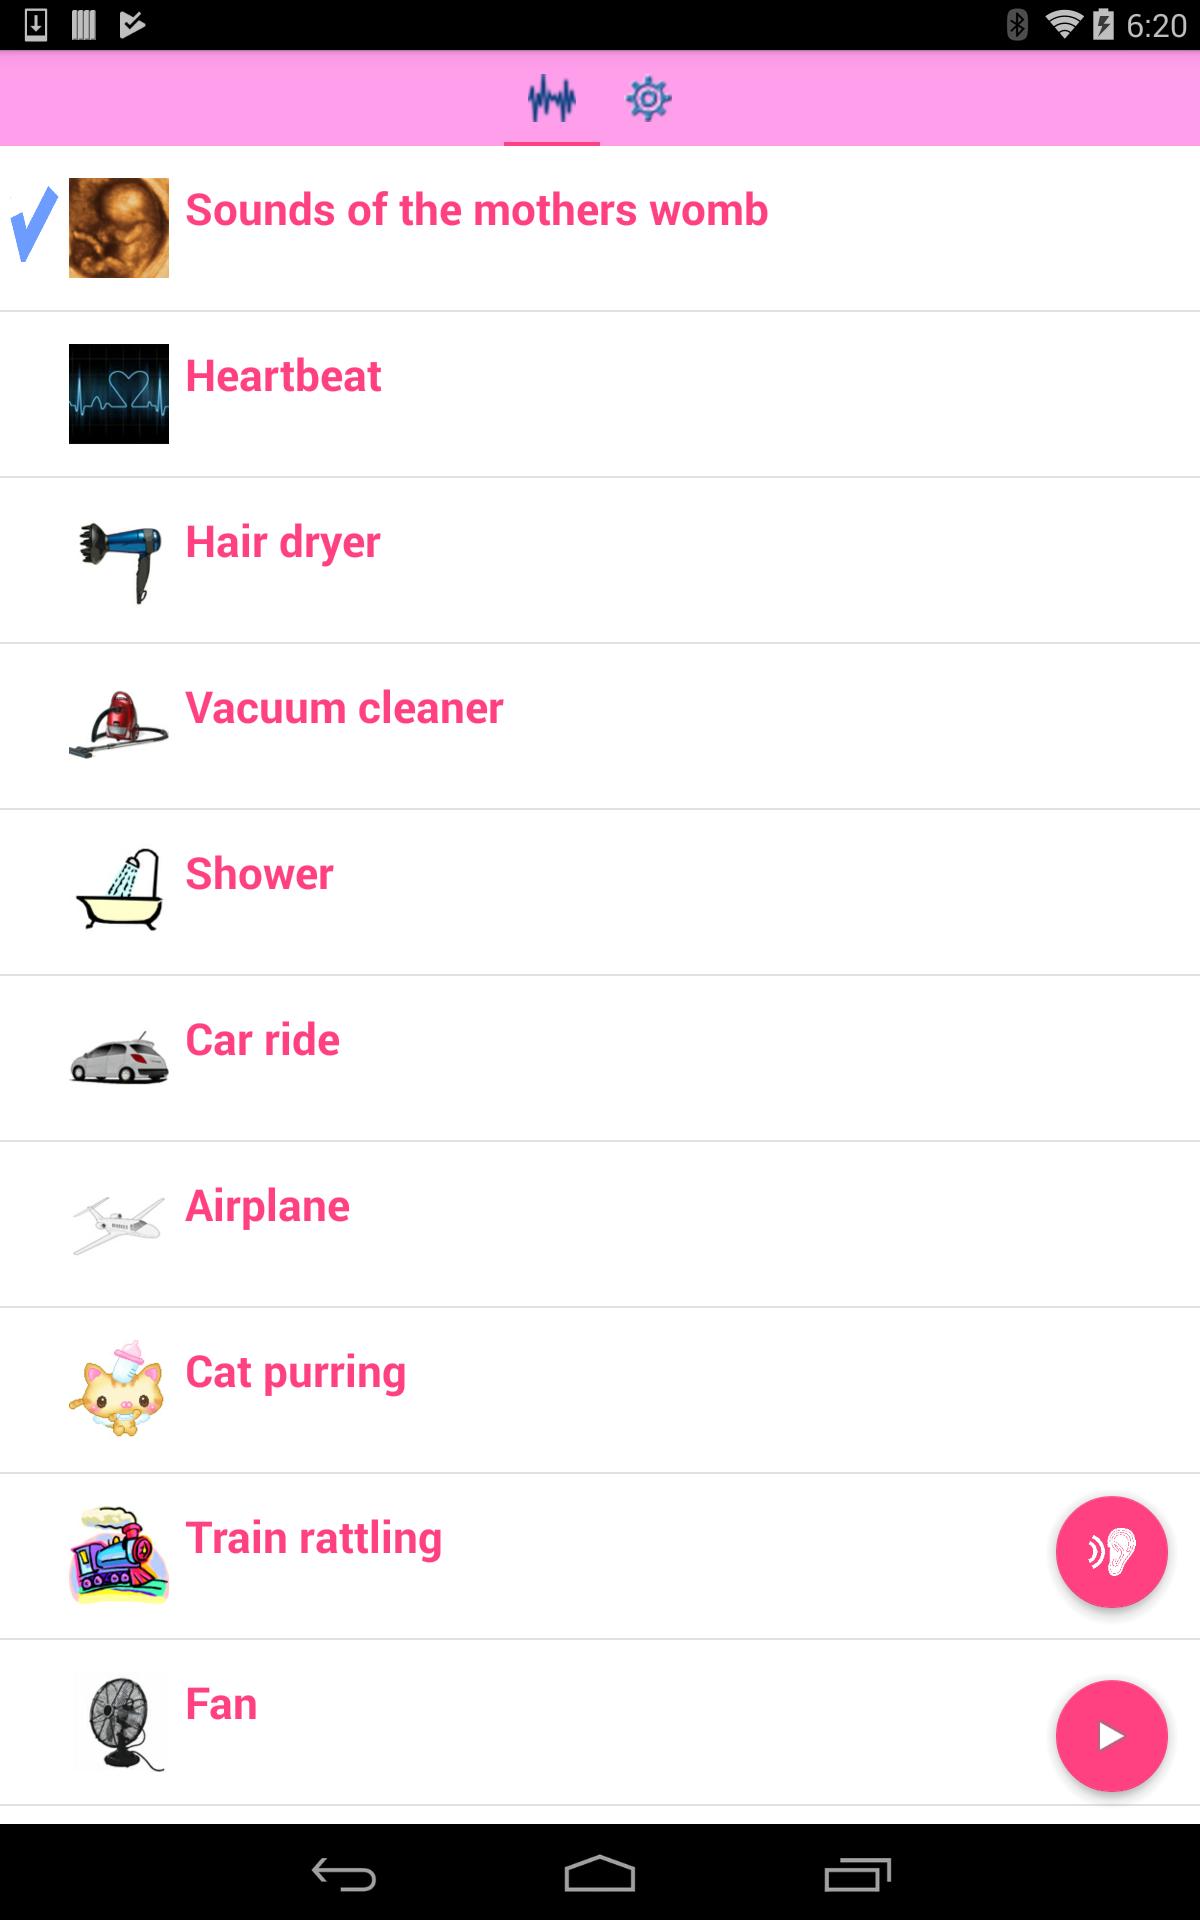 6:20
Sounds of the mothers womb
Heartbeat
Hair dryer
Vacuum cleaner
Shower
Car ride
Airplane
Cat purring
Train rattling
Fan